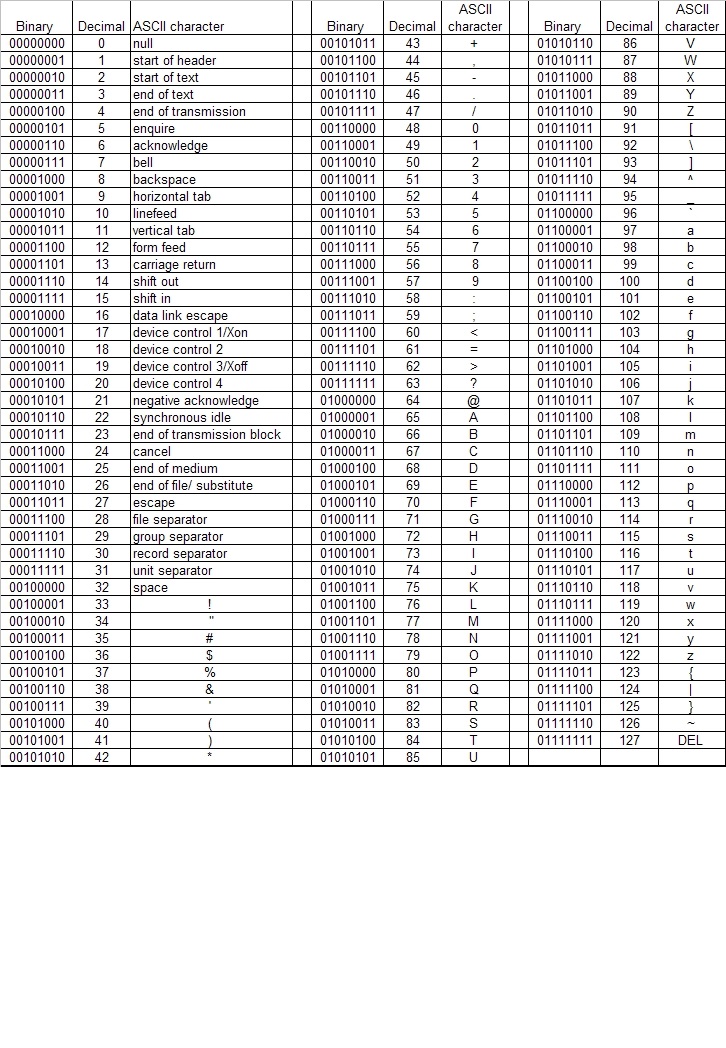 Binary Decimal ASCII character Binary Decimal ASCII character Binary Decimal ASCII character
00000000 0 null 00101011 43 + 01010110 86 V
00000001 1 start of header 00101100 44 , 01010111 87 W
00000010 2 start of text 00101101 45 - 01011000 88 X
00000011 3 end of text 00101110 46 . 01011001 89 Y
00000100 4 end of transmission 00101111 47 / 01011010 90 Z
00000101 5 enquire 00110000 48 0 01011011 91 [
00000110 6 acknowledge 00110001 49 1 01011100 92 \
00000111 7 bell 00110010 50 2 01011101 93 ]
00001000 8 backspace 00110011 51 3 01011110 94 ^
00001001 9 horizontal tab 00110100 52 4 01011111 95 _
00001010 10 linefeed 00110101 53 5 01100000 96 `
00001011 11 vertical tab 00110110 54 6 01100001 97 a
00001100 12 form feed 00110111 55 7 01100010 98 b
00001101 13 carriage return 00111000 56 8 01100011 99 c
00001110 14 shift out 00111001 57 9 01100100 100 d
00001111 15 shift in 00111010 58 : 01100101 101 e
00010000 16 data link escape 00111011 59 ; 01100110 102 f
00010001 17 device control 1/Xon 00111100 60 < 01100111 103 g
00010010 18 device control 2 00111101 61 = 01101000 104 h
00010011 19 device control 3/Xoff 00111110 62 > 01101001 105 i
00010100 20 device control 4 00111111 63 ? 01101010 106 j
00010101 21 negative acknowledge 01000000 64 @ 01101011 107 k
00010110 22 synchronous idle 01000001 65 A 01101100 108 l
00010111 23 end of transmission block 01000010 66 B 01101101 109 m
00011000 24 cancel 01000011 67 C 01101110 110 n
00011001 25 end of medium 01000100 68 D 01101111 111 o
00011010 26 end of file/ substitute 01000101 69 E 01110000 112 p
00011011 27 escape 01000110 70 F 01110001 113 q
00011100 28 file separator 01000111 71 G 01110010 114 r
00011101 29 group separator 01001000 72 H 01110011 115 s
00011110 30 record separator 01001001 73 I 01110100 116 t
00011111 31 unit separator 01001010 74 J 01110101 117 u
00100000 32 space 01001011 75 K 01110110 118 v
00100001 33 ! 01001100 76 L 01110111 119 w
00100010 34 " 01001101 77 M 01111000 120 x
00100011 35 # 01001110 78 N 01111001 121 y
00100100 36 $ 01001111 79 O 01111010 122 z
00100101 37 % 01010000 80 P 01111011 123 {
00100110 38 & 01010001 81 Q 01111100 124 |
00100111 39 ' 01010010 82 R 01111101 125 }
00101000 40 ( 01010011 83 S 01111110 126 ~
00101001 41 ) 01010100 84 T 01111111 127 DEL
00101010 42 * 01010101 85 U